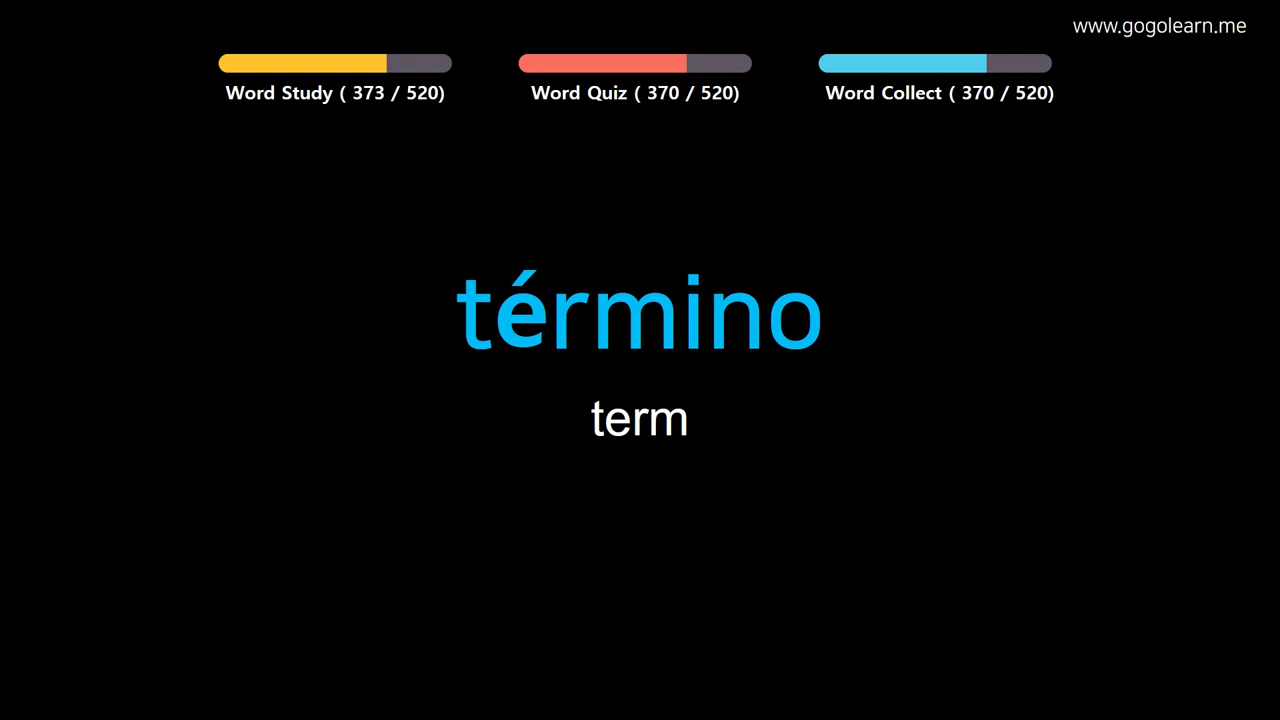 www.gogolearn.me
Word Study ( 373 / 520)
Word Quiz ( 370 / 520)
Word Collect ( 370 / 520)
término
term